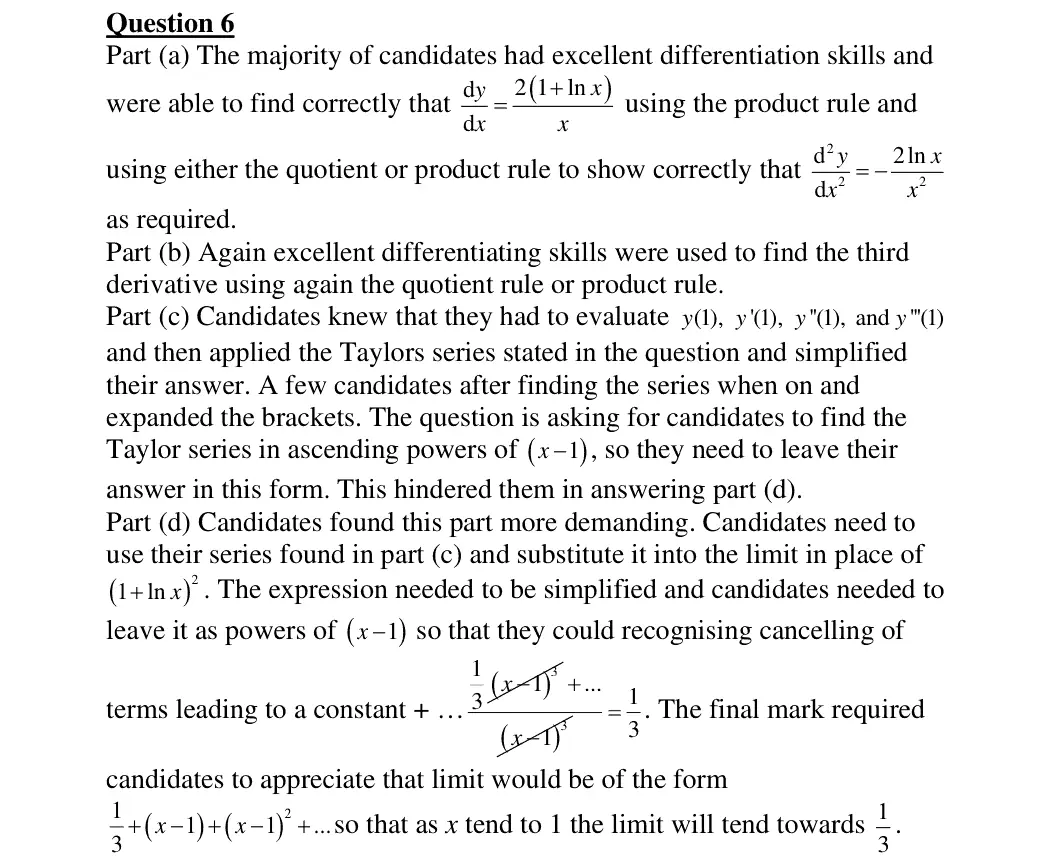 Question 6
Part (a) The majority of candidates had excellent differentiation skills and
were able to find correctly that dy/dx = 2(1+ ln x)/x using the product rule and
using either the quotient or product rule to show correctly that d²y/dx² = − 2 ln x/x²
as required.
Part (b) Again excellent differentiating skills were used to find the third
derivative using again the quotient rule or product rule.
Part (c) Candidates knew that they had to evaluate y(1), y'(1), y"(1), and y'"(1)
and then applied the Taylors series stated in the question and simplified
their answer. A few candidates after finding the series when on and
expanded the brackets. The question is asking for candidates to find the
Taylor series in ascending powers of (x−1), so they need to leave their
answer in this form. This hindered them in answering part (d).
Part (d) Candidates found this part more demanding. Candidates need to
use their series found in part (c) and substitute it into the limit in place of
(1+ ln x)². The expression needed to be simplified and candidates needed to
leave it as powers of (x−1) so that they could recognising cancelling of
terms leading to a constant + … 1/3 (x−1)³ +... / (x−1)³ = 1/3. The final mark required
candidates to appreciate that limit would be of the form
1/3 + (x−1) + (x−1)² + ... so that as x tend to 1 the limit will tend towards 1/3.